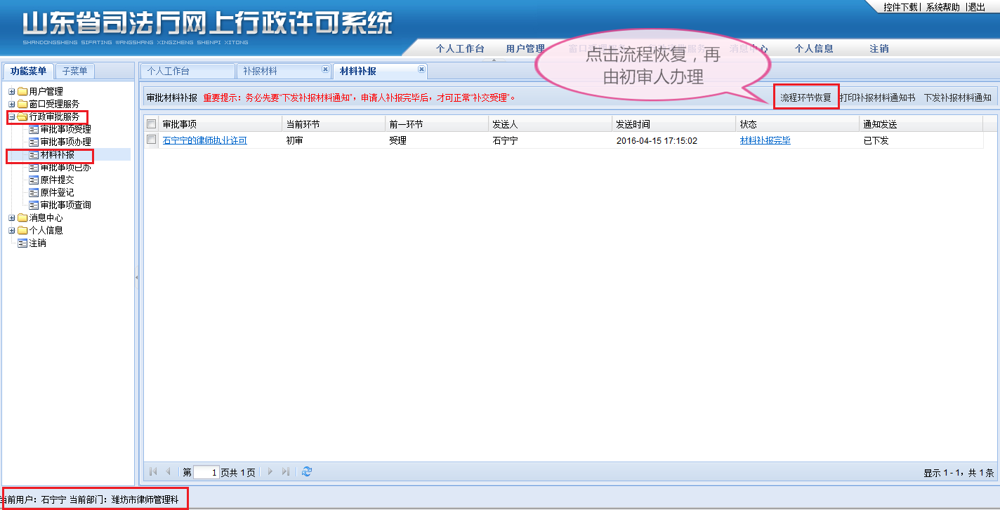 控件下载| 系统帮助 |退出
山东省司法厅网上行政许可系统
SHANDONGSHENG SIFATING WANGSHANG XINGZHENG SHENPI XITONG
个人工作台 用户管理 窗口受理服务 行政审批服务 消息中心 个人信息 注销
点击流程恢复，再
由初审人办理
功能菜单 子菜单
个人工作台 补报材料 材料补报
用户管理
窗口受理服务
行政审批服务
审批事项受理
审批事项办理
材料补报
审批事项已办
原件提交
原件登记
审批事项查询
消息中心
个人信息
注销
审批材料补报 重要提示：务必先要“下发补报材料通知”，申请人补报完毕后，才可正常“补交受理”。
流程环节恢复 打印补报材料通知书 下发补报材料通知
审批事项 当前环节 前一环节 发送人 发送时间 状态 通知发送
石宁宁的律师执业许可 初审 受理 石宁宁 2016-04-15 17:15:02 材料补报完毕 已下发
第 1 页共 1 页
显示 1 - 1，共 1 条
当前用户：石宁宁 当前部门：潍坊市律师管理科